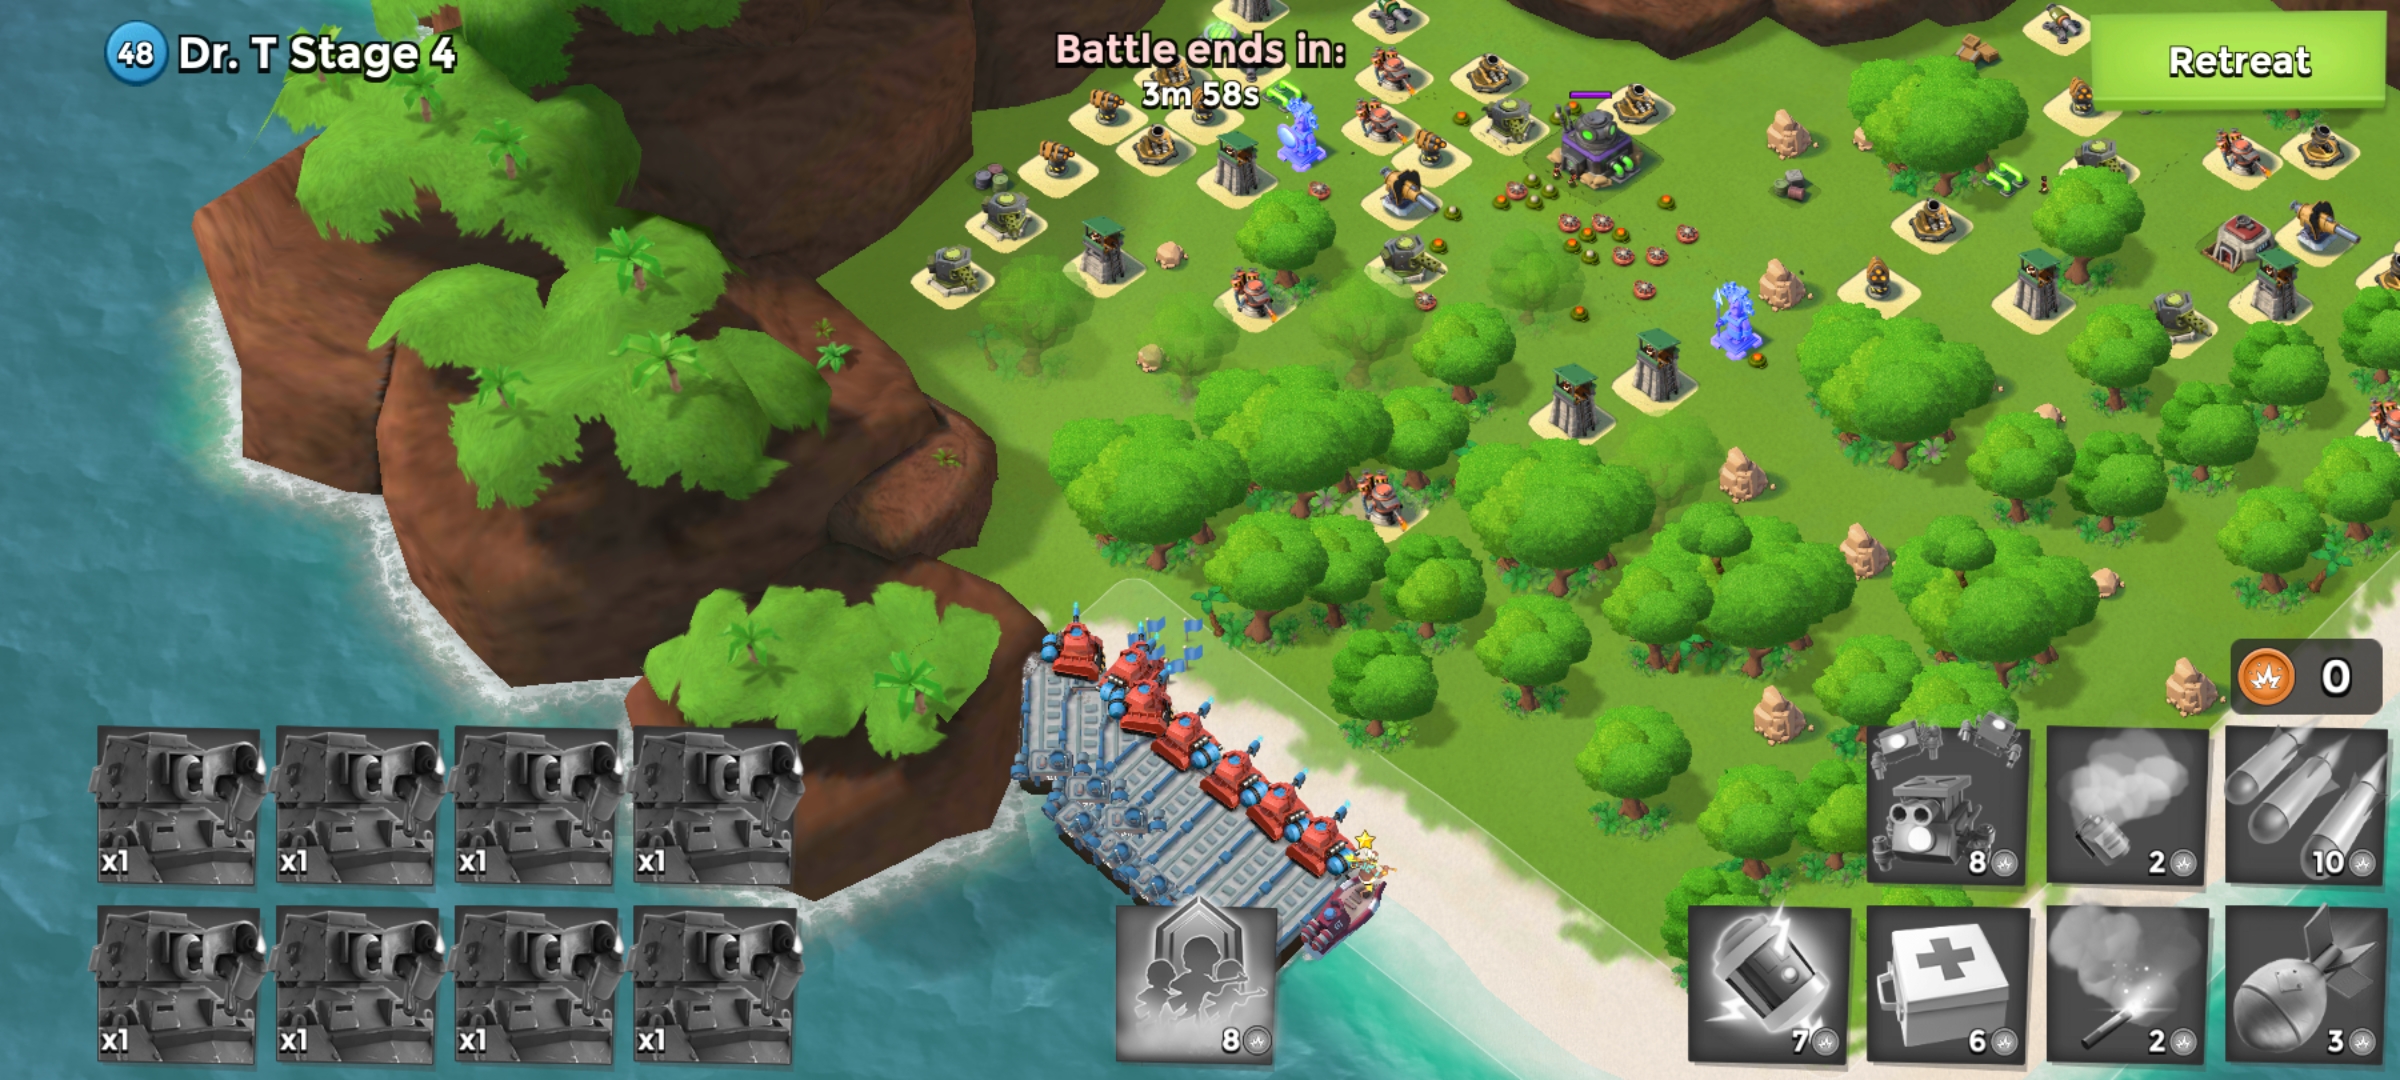 48 Dr. T Stage 4
Battle ends in:
3m 58s
Retreat
0
x1 x1 x1 x1
8 2 10
x1 x1 x1 x1
8
7 6 2 3